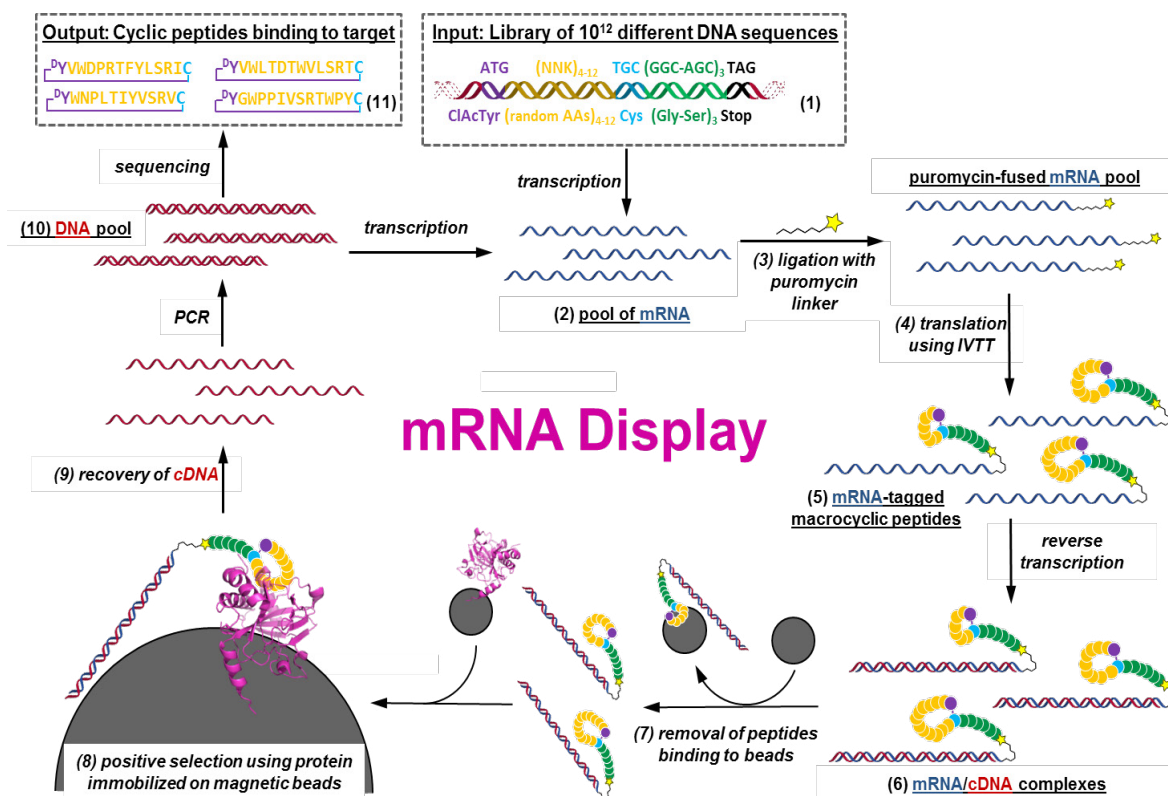 Output: Cyclic peptides binding to target
ᴰYVWDPRTFYLSRIC
ᴰYVWLTDTWVLSRTC
ᴰYWNPLTIYVSRVC
ᴰYGWPPIVSRTWPYC
(11)
Input: Library of 10¹² different DNA sequences
ATG (NNK)₄₋₁₂ TGC (GGC-AGC)₃ TAG
(1)
ClAcTyr (random AAs)₄₋₁₂ Cys (Gly-Ser)₃ Stop
sequencing
transcription
puromycin-fused mRNA pool
(10) DNA pool
transcription
(3) ligation with
puromycin
linker
(2) pool of mRNA
PCR
(4) translation
using IVTT
mRNA Display
(9) recovery of cDNA
(5) mRNA-tagged
macrocyclic peptides
reverse
transcription
(7) removal of peptides
binding to beads
(8) positive selection using protein
immobilized on magnetic beads
(6) mRNA/cDNA complexes